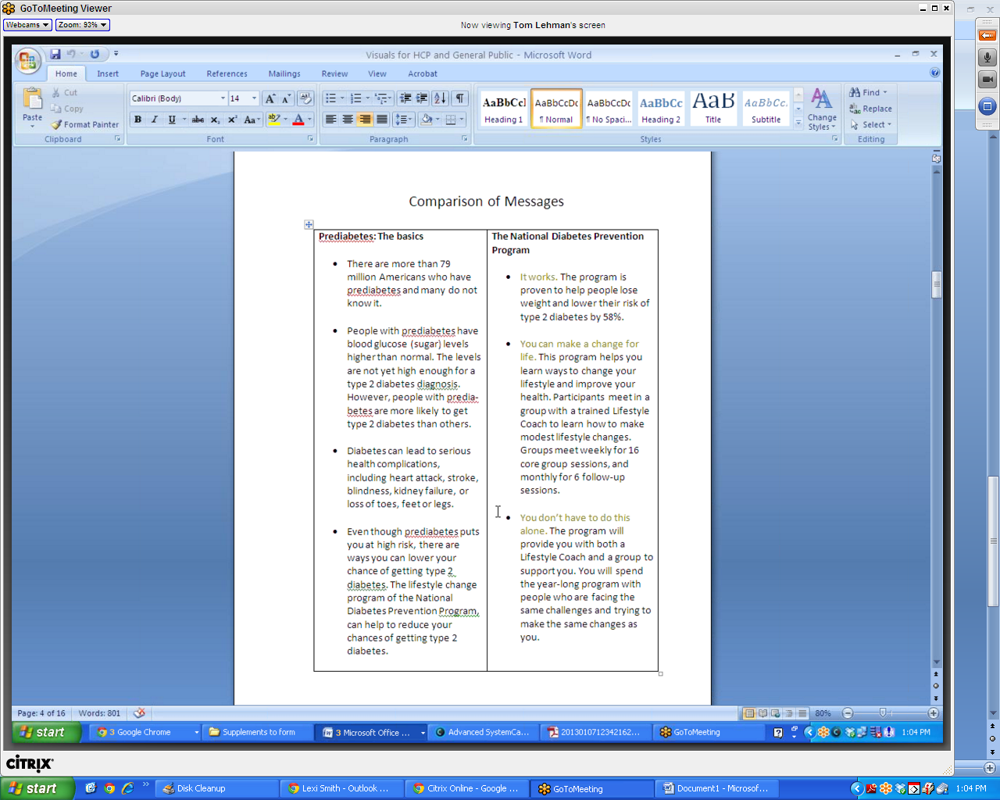 GoToMeeting Viewer
Webcams
Zoom: 93%
Now viewing Tom Lehman's screen
Visuals for HCP and General Public - Microsoft Word
Home Insert Page Layout References Mailings Review View Acrobat
Paste
Cut
Copy
Format Painter
Clipboard
Calibri (Body) 14
Font
Paragraph
AaBbCcl AaBbCcDc AaBbCcDc AaBbCc AaB AaBbCc.
Heading 1 ¶ Normal ¶ No Spaci... Heading 2 Title Subtitle
Change Styles
Styles
Find
Replace
Select
Editing
Comparison of Messages
Prediabetes: The basics
There are more than 79
million Americans who have
prediabetes and many do not
know it.
People with prediabetes have
blood glucose (sugar) levels
higher than normal. The levels
are not yet high enough for a
type 2 diabetes diagnosis.
However, people with predia-
betes are more likely to get
type 2 diabetes than others.
Diabetes can lead to serious
health complications,
including heart attack, stroke,
blindness, kidney failure, or
loss of toes, feet or legs.
Even though prediabetes puts
you at high risk, there are
ways you can lower your
chance of getting type 2
diabetes. The lifestyle change
program of the National
Diabetes Prevention Program,
can help to reduce your
chances of getting type 2
diabetes.
The National Diabetes Prevention
Program
It works. The program is
proven to help people lose
weight and lower their risk of
type 2 diabetes by 58%.
You can make a change for
life. This program helps you
learn ways to change your
lifestyle and improve your
health. Participants meet in a
group with a trained Lifestyle
Coach to learn how to make
modest lifestyle changes.
Groups meet weekly for 16
core group sessions, and
monthly for 6 follow-up
sessions.
You don't have to do this
alone. The program will
provide you with both a
Lifestyle Coach and a group to
support you. You will spend
the year-long program with
people who are facing the
same challenges and trying to
make the same changes as
you.
Page: 4 of 16 Words: 801 80%
start 3 Google Chrome Supplements to form 3 Microsoft Office ... Advanced SystemCa... 2013010712342162... GoToMeeting 1:04 PM
CITRIX
start Disk Cleanup Lexi Smith - Outlook ... Citrix Online - Google ... GoToMeeting Document1 - Microsof... 1:04 PM